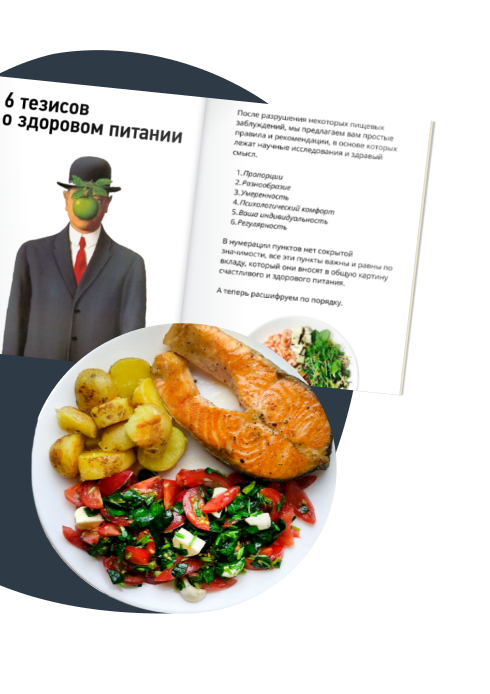 6 тезисов
о здоровом питании
После разрушения некоторых пищевых
заблуждений, мы предлагаем вам простые
правила и рекомендации, в основе которых
лежат научные исследования и здравый
смысл.
1.Пропорции
2.Разнообразие
3.Умеренность
4.Психологический комфорт
5.Ваша индивидуальность
6.Регулярность
В нумерации пунктов нет сокрытой
значимости, все эти пункты важны и равны по
вкладу, который они вносят в общую картину
счастливого и здорового питания.
А теперь расшифруем по порядку.